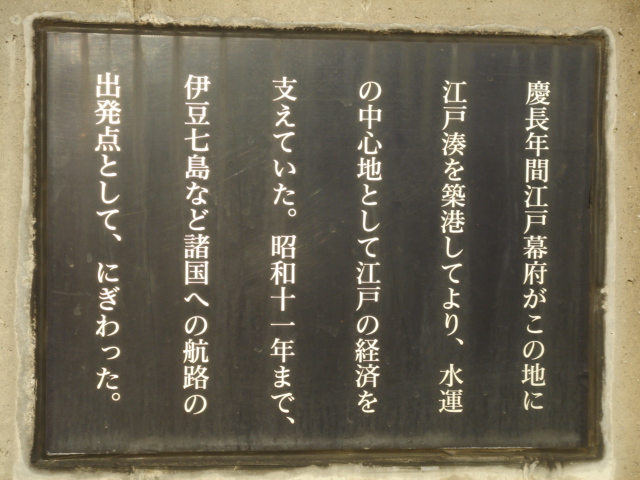 慶長年間江戸幕府がこの地に
江戸湊を築港してより、水運
の中心地として江戸の経済を
支えていた。昭和十一年まで、
伊豆七島など諸国への航路の
出発点として、にぎわった。